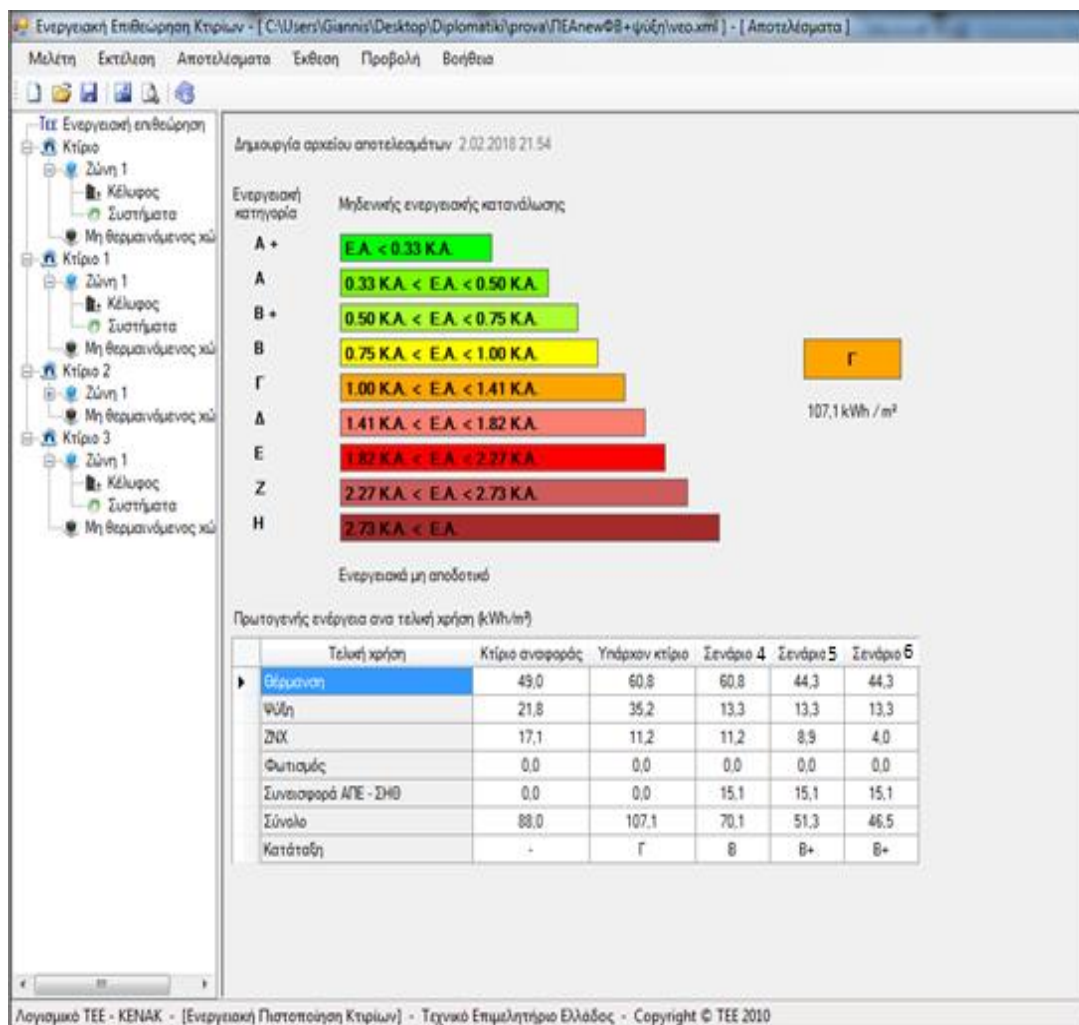 Ενεργειακή Επιθεώρηση Κτιρίων - [ C:\Users\Giannis\Desktop\Diplomatiki\prova\ΠΕΑnewΦΒ+ψύξη\νεο.xml ] - [ Αποτελέσματα ]
Μελέτη Εκτέλεση Αποτελέσματα Έκθεση Προβολή Βοήθεια
ΤΕΕ Ενεργειακή επιθεώρηση
Κτίριο
Ζώνη 1
Κέλυφος
Συστήματα
Μη θερμαινόμενος χώ
Κτίριο 1
Ζώνη 1
Κέλυφος
Συστήματα
Μη θερμαινόμενος χώ
Κτίριο 2
Ζώνη 1
Μη θερμαινόμενος χώ
Κτίριο 3
Ζώνη 1
Κέλυφος
Συστήματα
Μη θερμαινόμενος χώ
Δημιουργία αρχείου αποτελεσμάτων 2.02.2018 21:54
Ενεργειακή κατηγορία
Μηδενικής ενεργειακής κατανάλωσης
Α + Ε.Α. < 0.33 Κ.Α.
Α 0.33 Κ.Α. < Ε.Α. < 0.50 Κ.Α.
Β + 0.50 Κ.Α. < Ε.Α. < 0.75 Κ.Α.
Β 0.75 Κ.Α. < Ε.Α. < 1.00 Κ.Α.
Γ 1.00 Κ.Α. < Ε.Α. < 1.41 Κ.Α.
Δ 1.41 Κ.Α. < Ε.Α. < 1.82 Κ.Α.
Ε 1.82 Κ.Α. < Ε.Α. < 2.27 Κ.Α.
Ζ 2.27 Κ.Α. < Ε.Α. < 2.73 Κ.Α.
Η 2.73 Κ.Α. < Ε.Α.
Γ
107,1 kWh / m²
Ενεργειακά μη αποδοτικό
Πρωτογενής ενέργεια ανα τελική χρήση (kWh/m²)
Τελική χρήση Κτίριο αναφοράς Υπάρχον κτίριο Σενάριο 4 Σενάριο 5 Σενάριο 6
Θέρμανση 49,0 60,8 60,8 44,3 44,3
Ψύξη 21,8 35,2 13,3 13,3 13,3
ΖΝΧ 17,1 11,2 11,2 8,9 4,0
Φωτισμός 0,0 0,0 0,0 0,0 0,0
Συνεισφορά ΑΠΕ - ΣΗΘ 0,0 0,0 15,1 15,1 15,1
Σύνολο 88,0 107,1 70,1 51,3 46,5
Κατάταξη - Γ Β Β+ Β+
Λογισμικό ΤΕΕ - ΚΕΝΑΚ - [Ενεργειακή Πιστοποίηση Κτιρίων] - Τεχνικό Επιμελητήριο Ελλάδος - Copyright © ΤΕΕ 2010